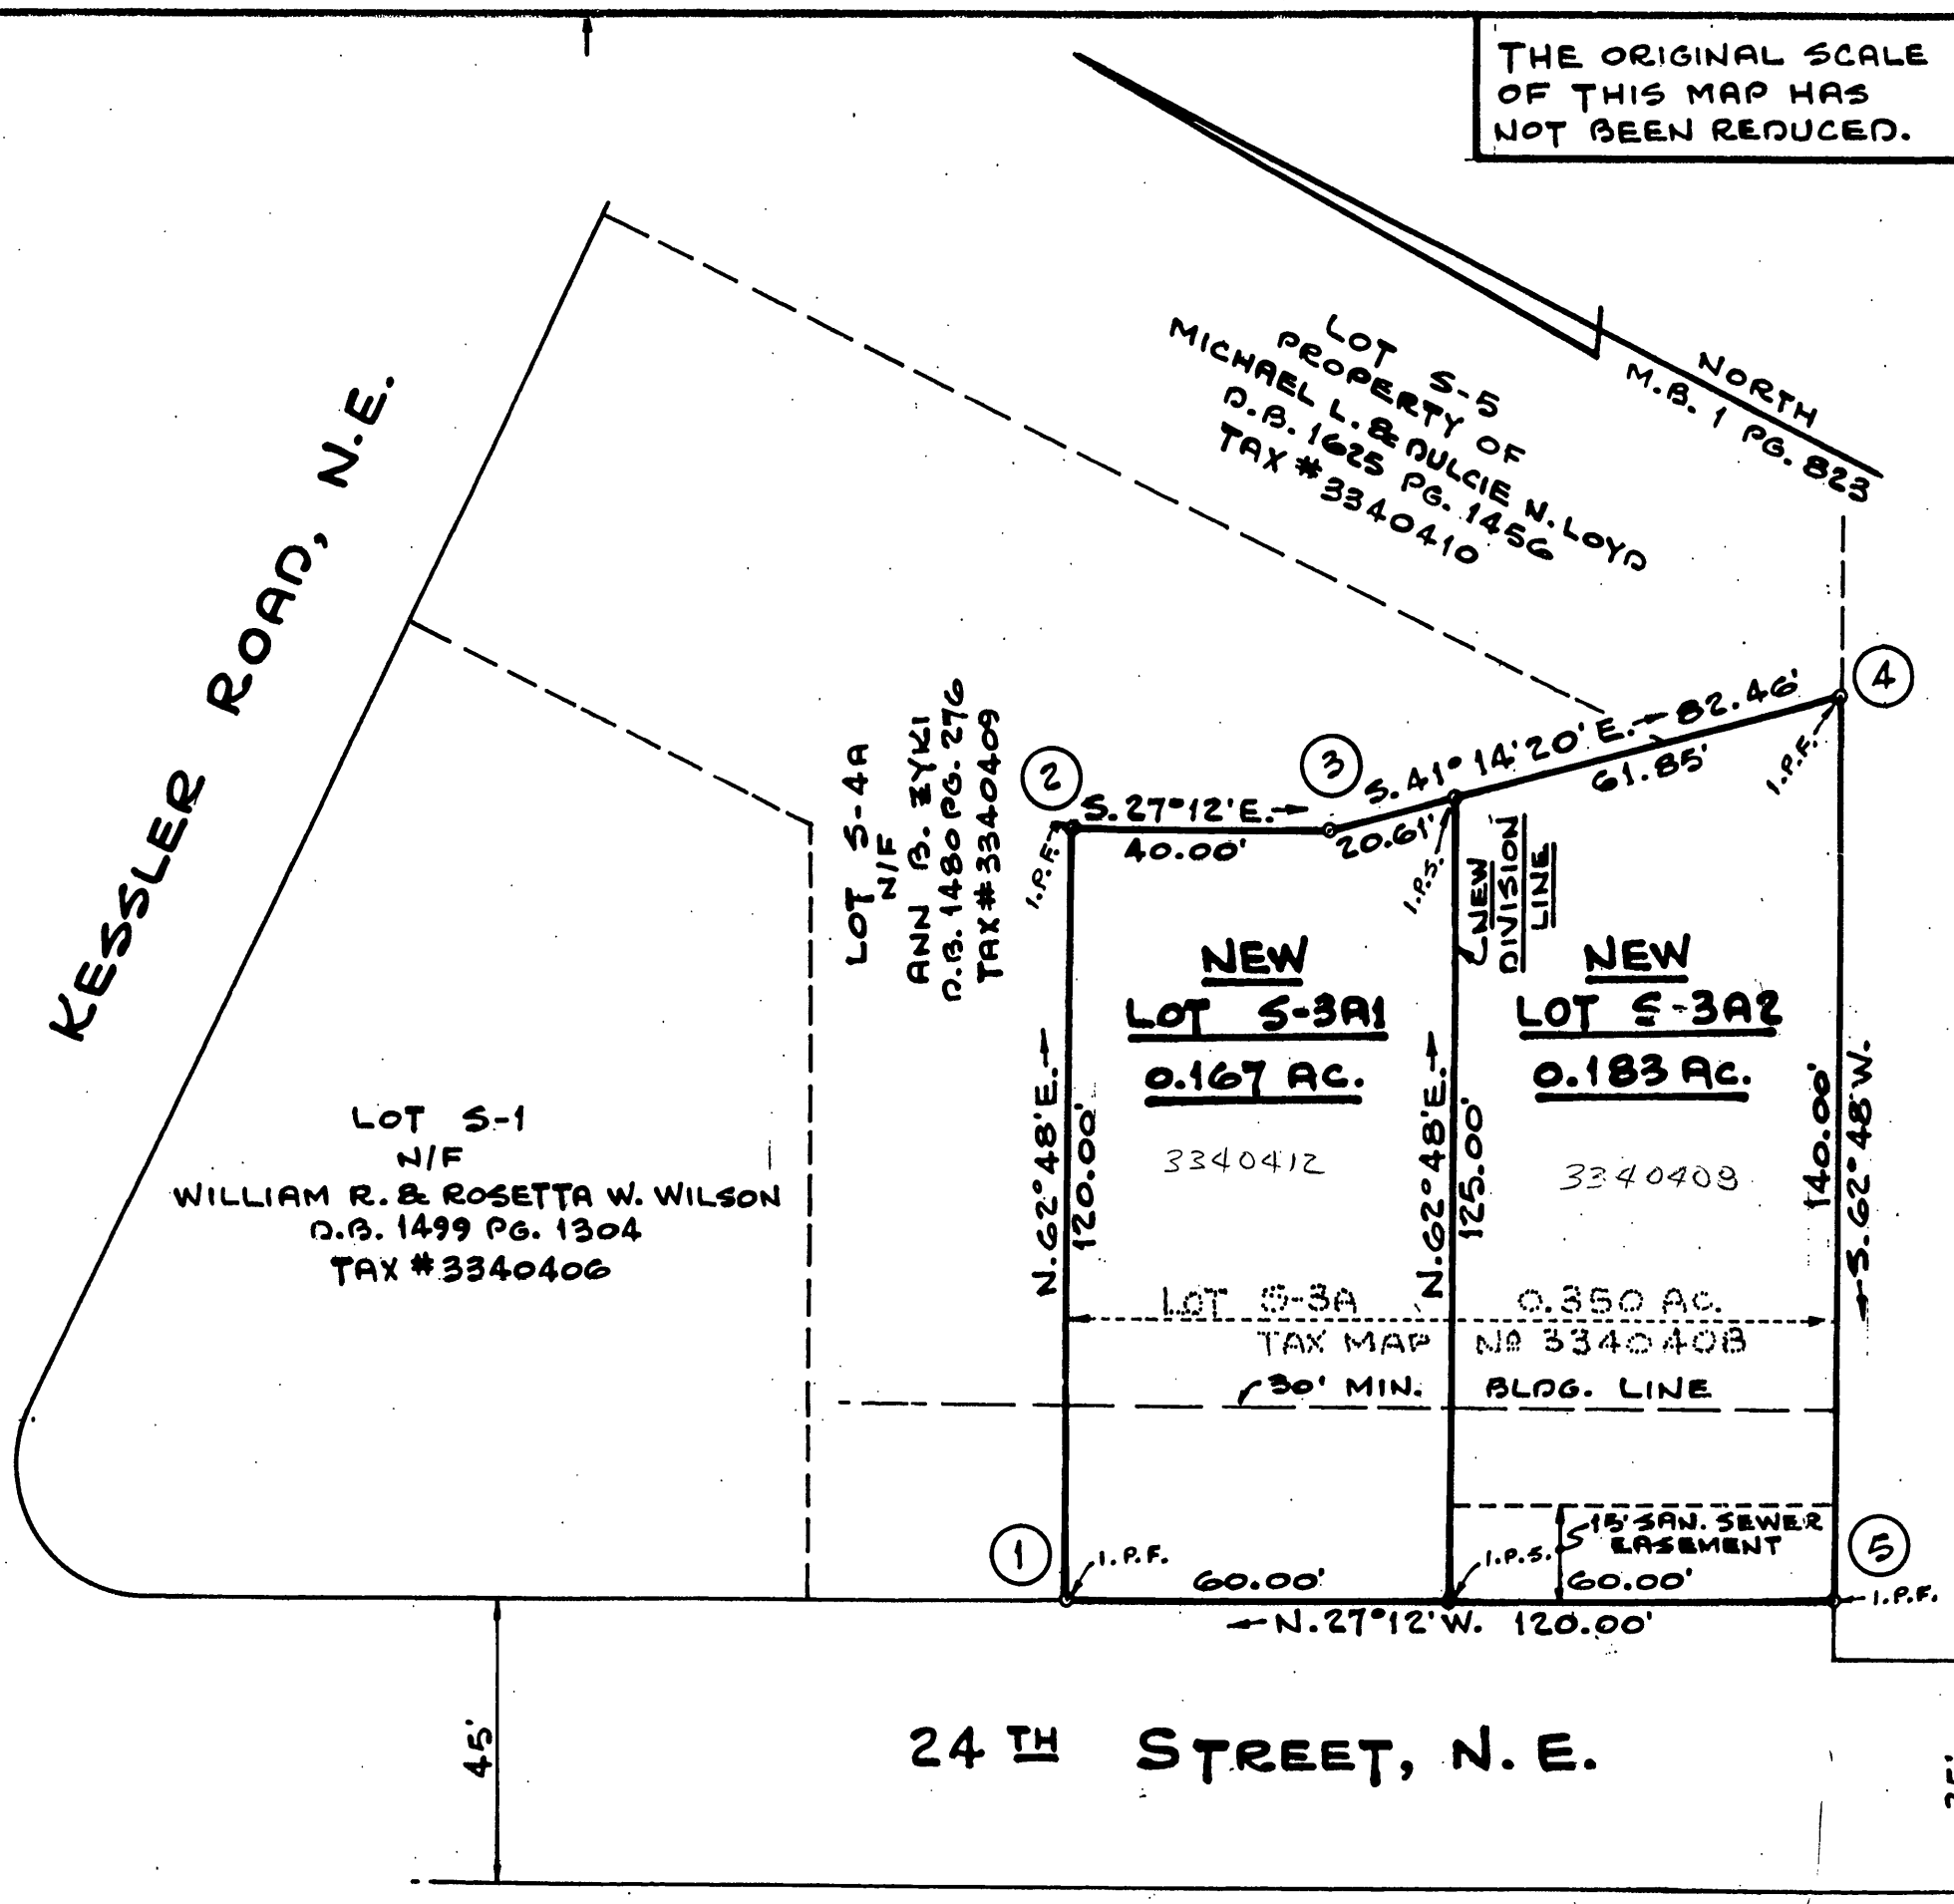 THE ORIGINAL SCALE
OF THIS MAP HAS
NOT BEEN REDUCED.
NORTH
M.B. 1 PG. 823
LOT S-5
PROPERTY OF
MICHAEL L. & DULCIE N. LOYD
D.B. 1625 PG. 1456
TAX # 3340410
KESSLER ROAD, N.E.
LOT S-4A
N/F
ANN B. ZYKI
D.B. 1480 PG. 276
TAX # 3340409
2
3
4
S. 27°12' E.
40.00'
S. 41° 14' 20" E. 82.46'
20.61'
61.85'
I.P.F.
I.P.S.
I.P.F.
NEW
DIVISION
LINE
NEW
LOT S-3A1
0.167 AC.
3340412
NEW
LOT S-3A2
0.183 AC.
3340408
N. 62° 48' E.
120.00'
N. 62° 48' E.
125.00'
140.00'
S. 62° 48' W.
LOT S-1
N/F
WILLIAM R. & ROSETTA W. WILSON
D.B. 1499 PG. 1304
TAX # 3340406
LOT S-3A 0.350 AC.
TAX MAP Nº 3340408
30' MIN. BLDG. LINE
15' SAN. SEWER
EASEMENT
1
I.P.F.
I.P.S.
5
I.P.F.
60.00'
60.00'
N. 27°12' W. 120.00'
45'
24 TH STREET, N. E.